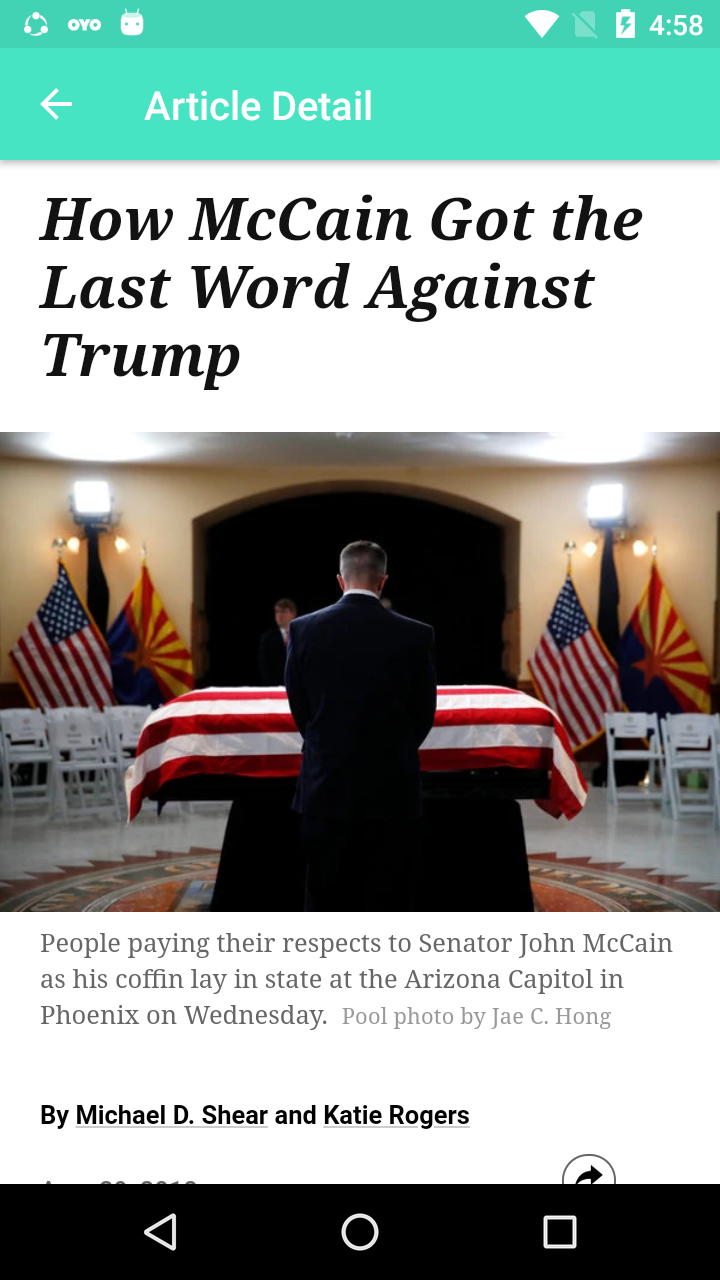 OYO 4:58
Article Detail
How McCain Got the
Last Word Against
Trump
People paying their respects to Senator John McCain
as his coffin lay in state at the Arizona Capitol in
Phoenix on Wednesday. Pool photo by Jae C. Hong
By Michael D. Shear and Katie Rogers